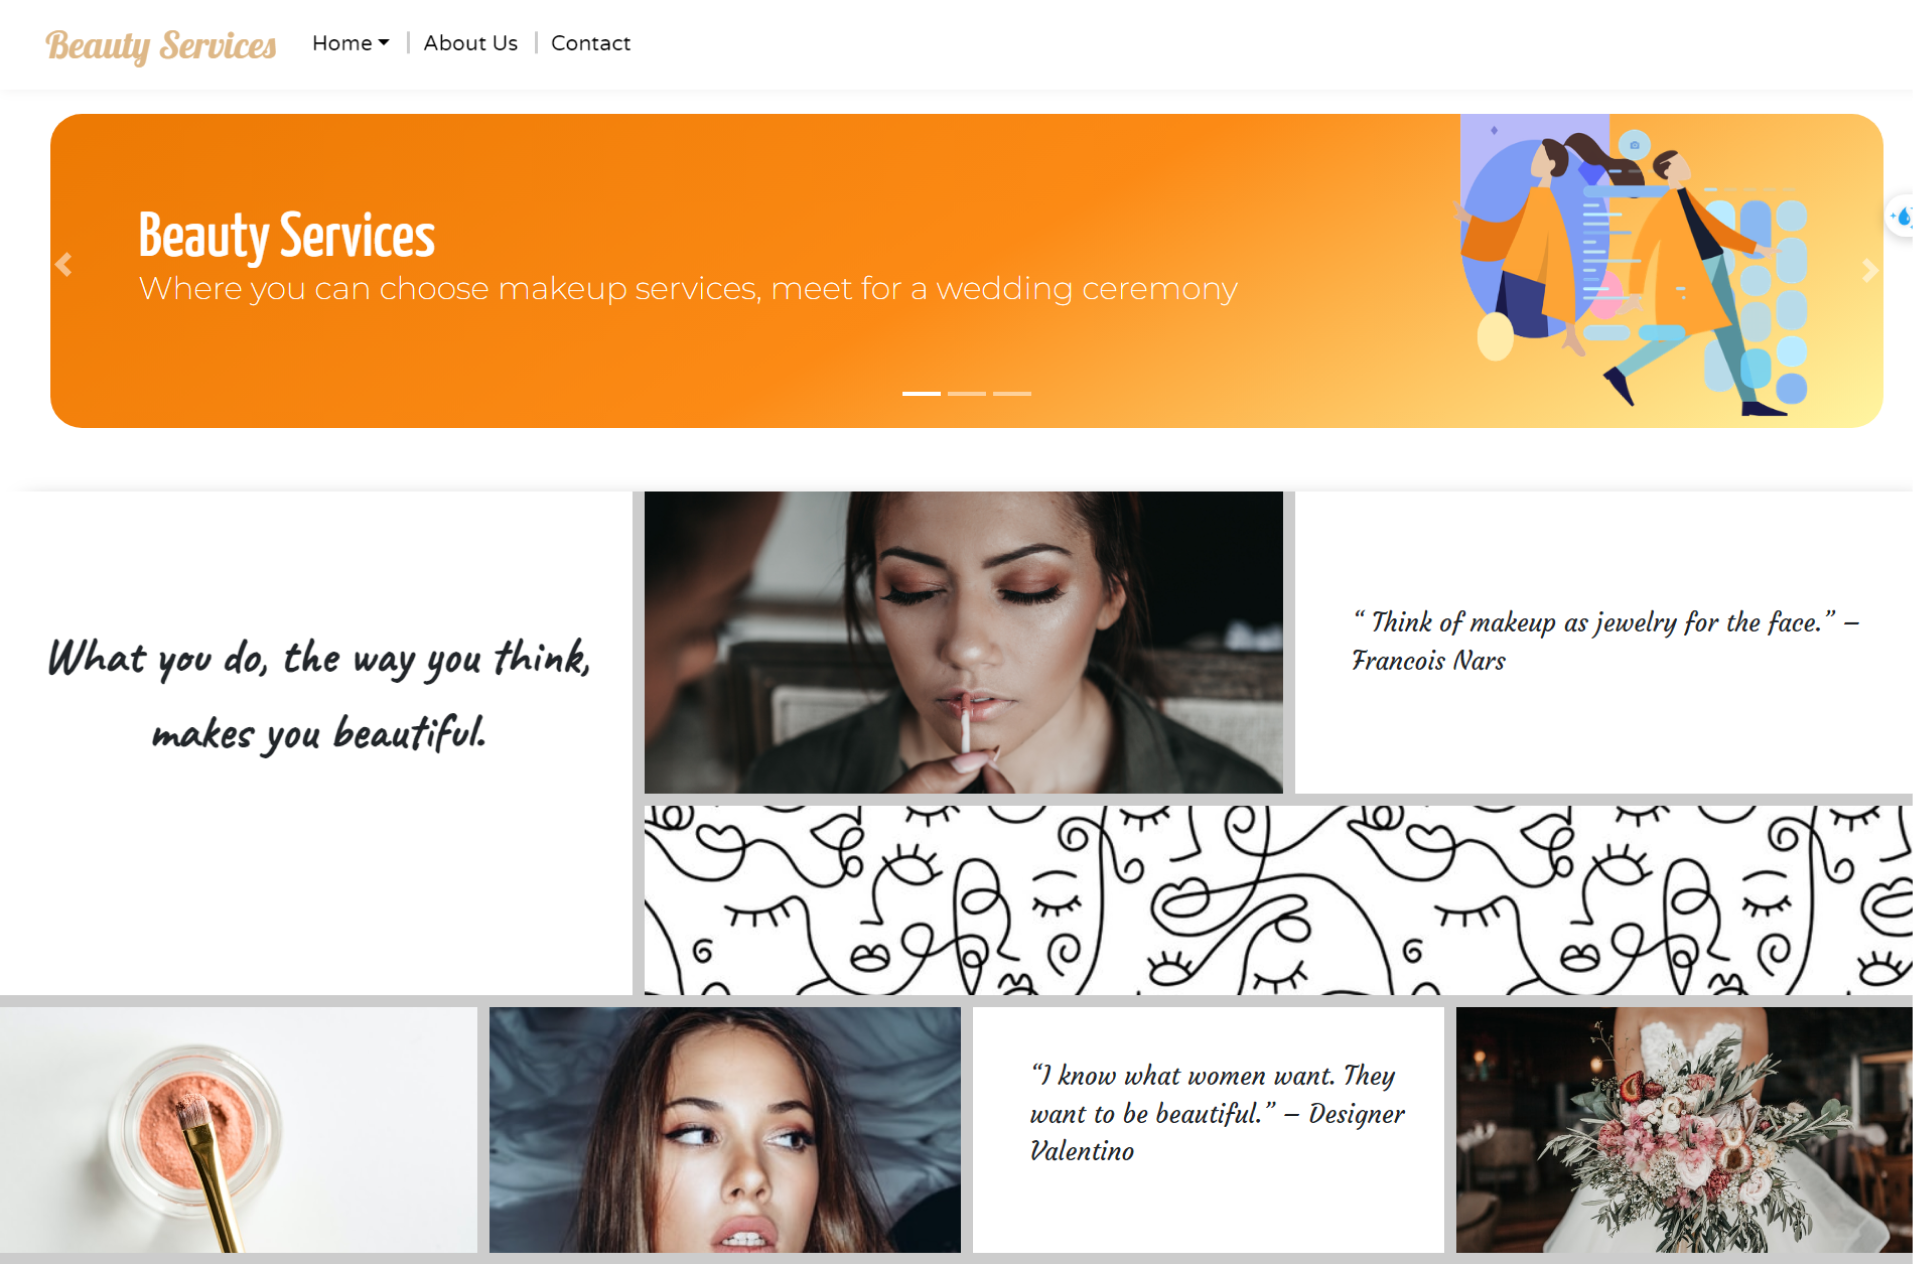 Beauty Services
Home
About Us
Contact
Beauty Services
Where you can choose makeup services, meet for a wedding ceremony
What you do, the way you think,
makes you beautiful.
“ Think of makeup as jewelry for the face.” –
Francois Nars
“I know what women want. They
want to be beautiful.” – Designer
Valentino